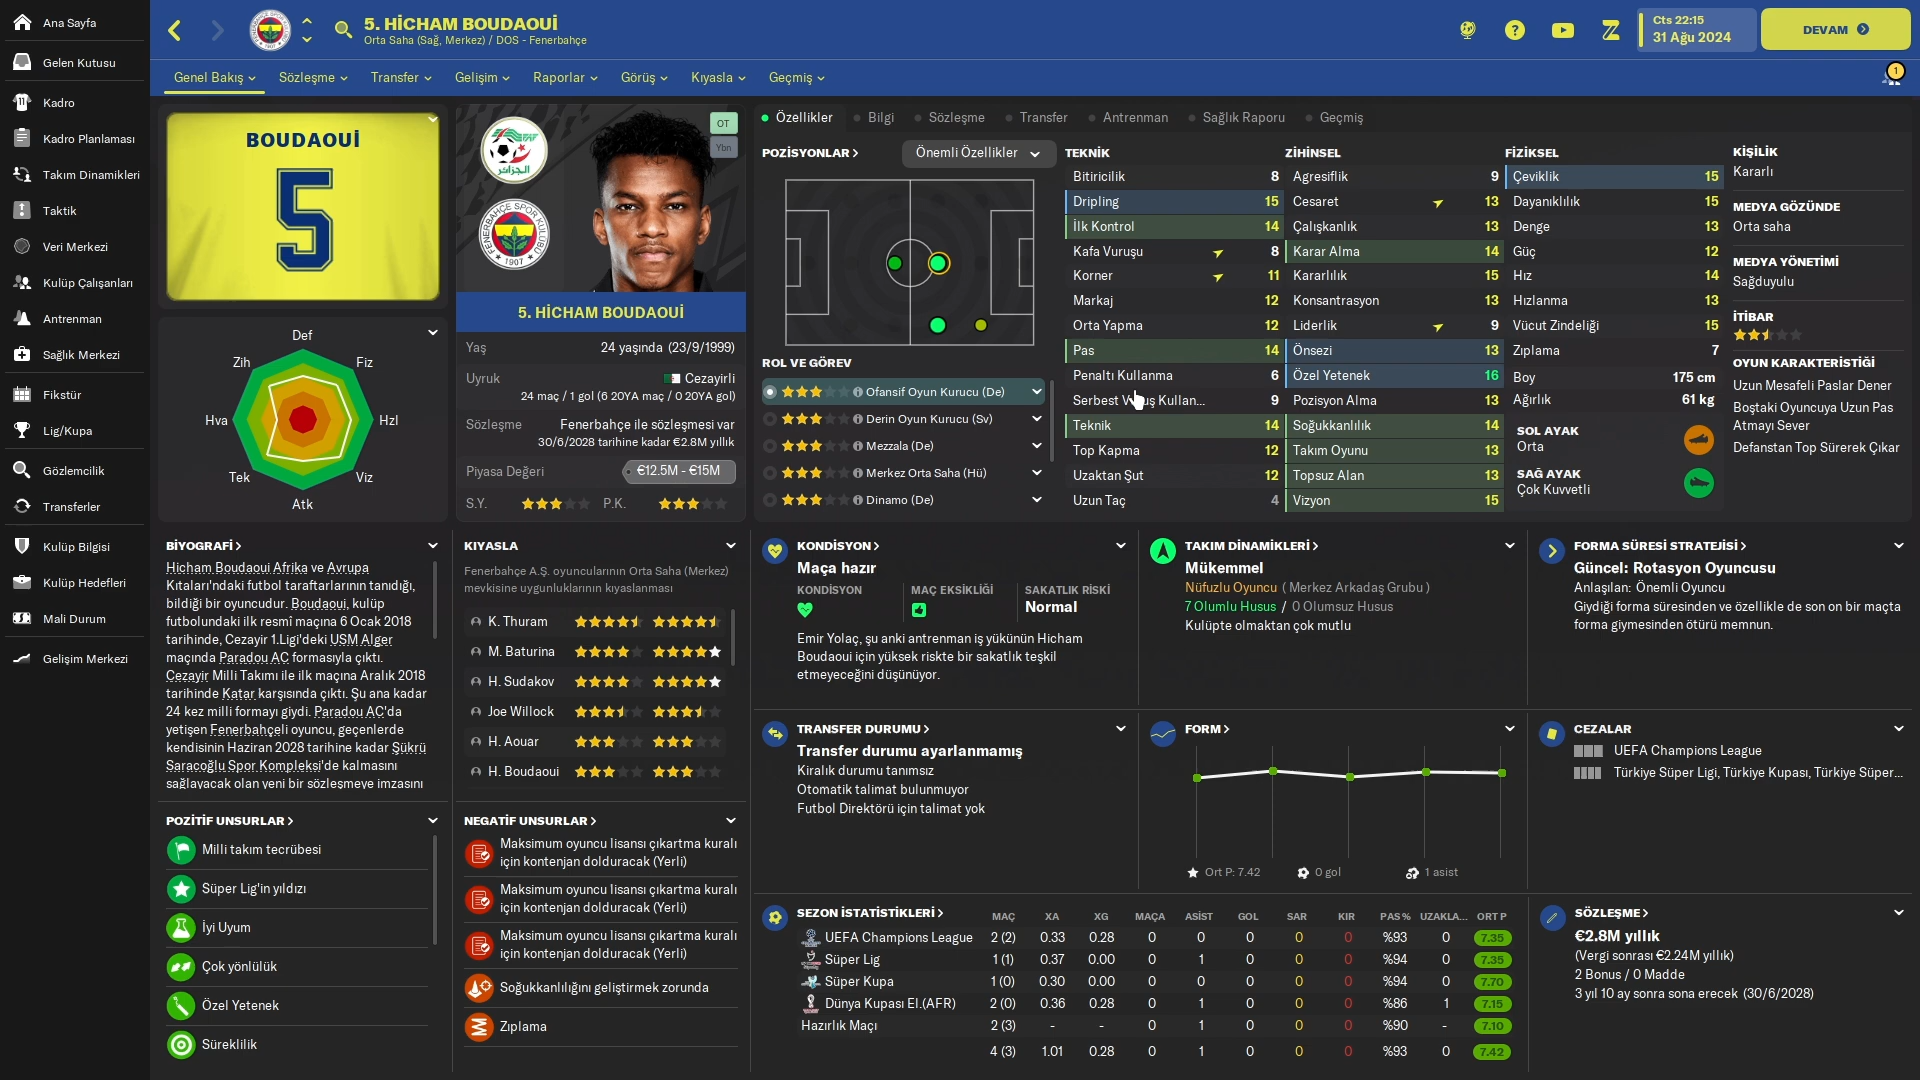 Ana Sayfa
Gelen Kutusu
Kadro
Kadro Planlaması
Takım Dinamikleri
Taktik
Veri Merkezi
Kulüp Çalışanları
Antrenman
Sağlık Merkezi
Fikstür
Lig/Kupa
Gözlemcilik
Transferler
Kulüp Bilgisi
Kulüp Hedefleri
Mali Durum
Gelişim Merkezi
5. HİCHAM BOUDAOUİ
Orta Saha (Sağ, Merkez) / DOS - Fenerbahçe
Cts 22:15
31 Ağu 2024
DEVAM
Genel Bakış Sözleşme Transfer Gelişim Raporlar Görüş Kıyasla Geçmiş
1
BOUDAOUİ
5
Def
Fiz
Hzl
Viz
Atk
Tek
Hva
Zih
OT
Ybn
FENERBAHÇE SPOR KULÜBÜ
1907
5. HİCHAM BOUDAOUİ
Yaş 24 yaşında (23/9/1999)
Uyruk Cezayirli
24 maç / 1 gol (6 20YA maç / 0 20YA gol)
Sözleşme Fenerbahçe ile sözleşmesi var
30/6/2028 tarihine kadar €2.8M yıllık
Piyasa Değeri €12.5M - €15M
S.Y. P.K.
Özellikler Bilgi Sözleşme Transfer Antrenman Sağlık Raporu Geçmiş
POZİSYONLAR Önemli Özellikler
ROL VE GÖREV
Ofansif Oyun Kurucu (De)
Derin Oyun Kurucu (Sv)
Mezzala (De)
Merkez Orta Saha (Hü)
Dinamo (De)
TEKNİK
Bitiricilik 8
Dripling 15
İlk Kontrol 14
Kafa Vuruşu 8
Korner 11
Markaj 12
Orta Yapma 12
Pas 14
Penaltı Kullanma 6
Serbest Kullan... 9
Teknik 14
Top Kapma 12
Uzaktan Şut 12
Uzun Taç 4
ZİHİNSEL
Agresiflik 9
Cesaret 13
Çalışkanlık 13
Karar Alma 14
Kararlılık 15
Konsantrasyon 13
Liderlik 9
Önsezi 13
Özel Yetenek 16
Pozisyon Alma 13
Soğukkanlılık 14
Takım Oyunu 13
Topsuz Alan 13
Vizyon 15
FİZİKSEL
Çeviklik 15
Dayanıklılık 15
Denge 13
Güç 12
Hız 14
Hızlanma 13
Vücut Zindeliği 15
Zıplama 7
Boy 175 cm
Ağırlık 61 kg
SOL AYAK
Orta
SAĞ AYAK
Çok Kuvvetli
KİŞİLİK
Kararlı
MEDYA GÖZÜNDE
Orta saha
MEDYA YÖNETİMİ
Sağduyulu
İTİBAR
OYUN KARAKTERİSTİĞİ
Uzun Mesafeli Paslar Dener
Boştaki Oyuncuya Uzun Pas
Atmayı Sever
Defanstan Top Sürerek Çıkar
BİYOGRAFİ
Hicham Boudaoui Afrika ve Avrupa
Kıtaları'ndaki futbol taraftarlarının tanıdığı,
bildiği bir oyuncudur. Boudaoui, kulüp
futbolundaki ilk resmî maçına 6 Ocak 2018
tarihinde, Cezayir 1.Ligi'deki USM Alger
maçında Paradou AC formasıyla çıktı.
Cezayir Milli Takımı ile ilk maçına Aralık 2018
tarihinde Katar karşısında çıktı. Şu ana kadar
24 kez milli formayı giydi. Paradou AC'da
yetişen Fenerbahçeli oyuncu, geçenlerde
kendisinin Haziran 2028 tarihine kadar Şükrü
Saracoğlu Spor Kompleksi'de kalmasını
sağlayacak olan yeni bir sözleşmeye imzasını
KIYASLA
Fenerbahçe A.Ş. oyuncularının Orta Saha (Merkez)
mevkisine uygunluklarının kıyaslanması
K. Thuram
M. Baturina
H. Sudakov
Joe Willock
H. Aouar
H. Boudaoui
KONDİSYON
Maça hazır
KONDİSYON MAÇ EKSİKLİĞİ SAKATLIK RİSKİ
Normal
Emir Yolaç, şu anki antrenman iş yükünün Hicham
Boudaoui için yüksek riskte bir sakatlık teşkil
etmeyeceğini düşünüyor.
TAKIM DİNAMİKLERİ
Mükemmel
Nüfuzlu Oyuncu ( Merkez Arkadaş Grubu )
7 Olumlu Husus / 0 Olumsuz Husus
Kulüpte olmaktan çok mutlu
FORMA SÜRESİ STRATEJİSİ
Güncel: Rotasyon Oyuncusu
Anlaşılan: Önemli Oyuncu
Giydiği forma süresinden ve özellikle de son on bir maçta
forma giymesinden ötürü memnun.
TRANSFER DURUMU
Transfer durumu ayarlanmamış
Kiralık durumu tanımsız
Otomatik talimat bulunmuyor
Futbol Direktörü için talimat yok
FORM
Ort P: 7.42 0 gol 1 asist
CEZALAR
UEFA Champions League
Türkiye Süper Ligi, Türkiye Kupası, Türkiye Süper...
POZİTİF UNSURLAR
Milli takım tecrübesi
Süper Lig'in yıldızı
İyi Uyum
Çok yönlülük
Özel Yetenek
Süreklilik
NEGATİF UNSURLAR
Maksimum oyuncu lisansı çıkartma kuralı
için kontenjan dolduracak (Yerli)
Maksimum oyuncu lisansı çıkartma kuralı
için kontenjan dolduracak (Yerli)
Maksimum oyuncu lisansı çıkartma kuralı
için kontenjan dolduracak (Yerli)
Soğukkanlılığını geliştirmek zorunda
Zıplama
SEZON İSTATİSTİKLERİ MAÇ XA XG MAÇA ASİST GOL SAR KIR PAS % UZAKLA... ORT P
UEFA Champions League 2 (2) 0.33 0.28 0 0 0 0 0 %93 0 7.35
Süper Lig 1 (1) 0.37 0.00 0 1 0 0 0 %94 0 7.35
Süper Kupa 1 (0) 0.30 0.00 0 0 0 0 0 %94 0 7.70
Dünya Kupası El.(AFR) 2 (0) 0.36 0.28 0 1 0 0 0 %86 1 7.15
Hazırlık Maçı 2 (3) - - 0 1 0 0 0 %90 - 7.10
4 (3) 1.01 0.28 0 1 0 0 0 %93 0 7.42
SÖZLEŞME
€2.8M yıllık
(Vergi sonrası €2.24M yıllık)
2 Bonus / 0 Madde
3 yıl 10 ay sonra sona erecek (30/6/2028)